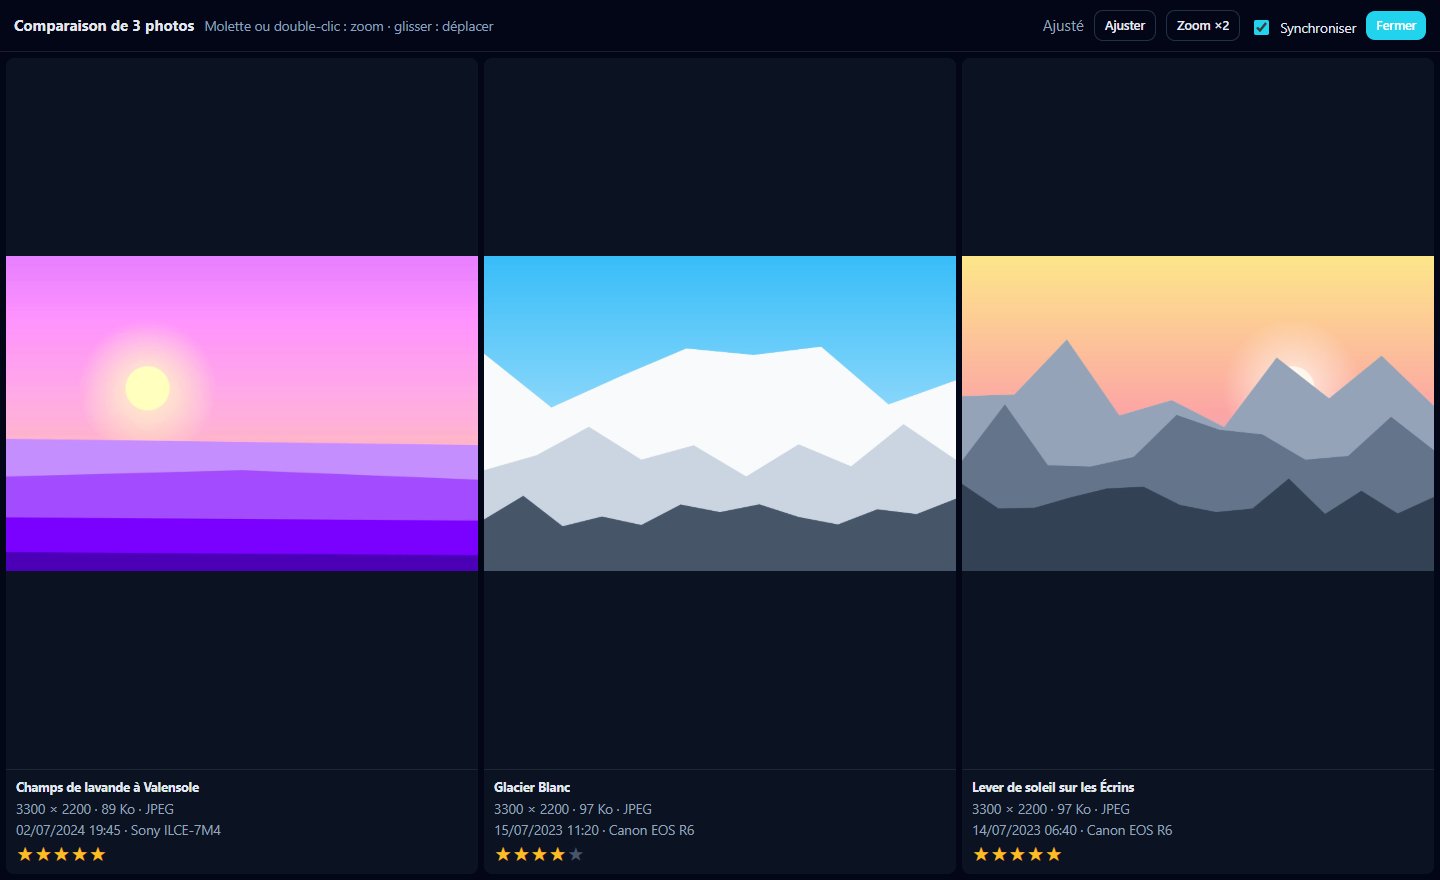 Comparaison de 3 photos Molette ou double-clic : zoom · glisser : déplacer Ajusté Ajuster Zoom ×2 Synchroniser Fermer
Champs de lavande à Valensole
3300 × 2200 · 89 Ko · JPEG
02/07/2024 19:45 · Sony ILCE-7M4
★★★★★
Glacier Blanc
3300 × 2200 · 97 Ko · JPEG
15/07/2023 11:20 · Canon EOS R6
★★★★★
Lever de soleil sur les Écrins
3300 × 2200 · 97 Ko · JPEG
14/07/2023 06:40 · Canon EOS R6
★★★★★